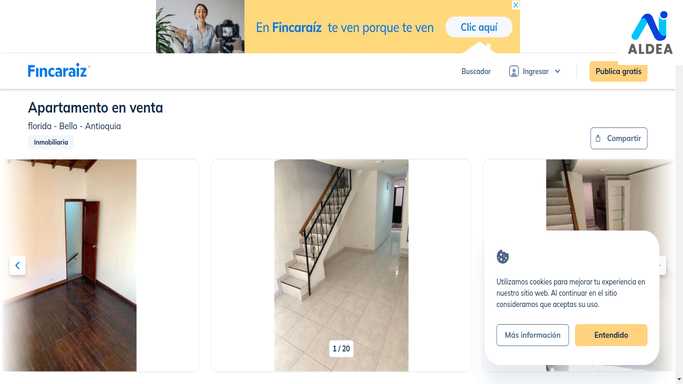 En Fincaraíz te ven porque te ven
Clic aquí
ALDEA
Fincaraiz
Buscador
Ingresar
Publica gratis
Apartamento en venta
florida - Bello - Antioquia
Inmobiliaria
Compartir
1 / 20
Utilizamos cookies para mejorar tu experiencia en
nuestro sitio web. Al continuar en el sitio
consideramos que aceptas su uso.
Más información
Entendido